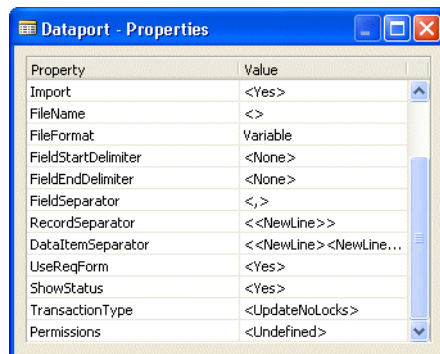 Dataport - Properties
Property Value
Import <Yes>
FileName <>
FileFormat Variable
FieldStartDelimiter <None>
FieldEndDelimiter <None>
FieldSeparator <,>
RecordSeparator <<NewLine>>
DataItemSeparator <<NewLine><NewLine...
UseReqForm <Yes>
ShowStatus <Yes>
TransactionType <UpdateNoLocks>
Permissions <Undefined>